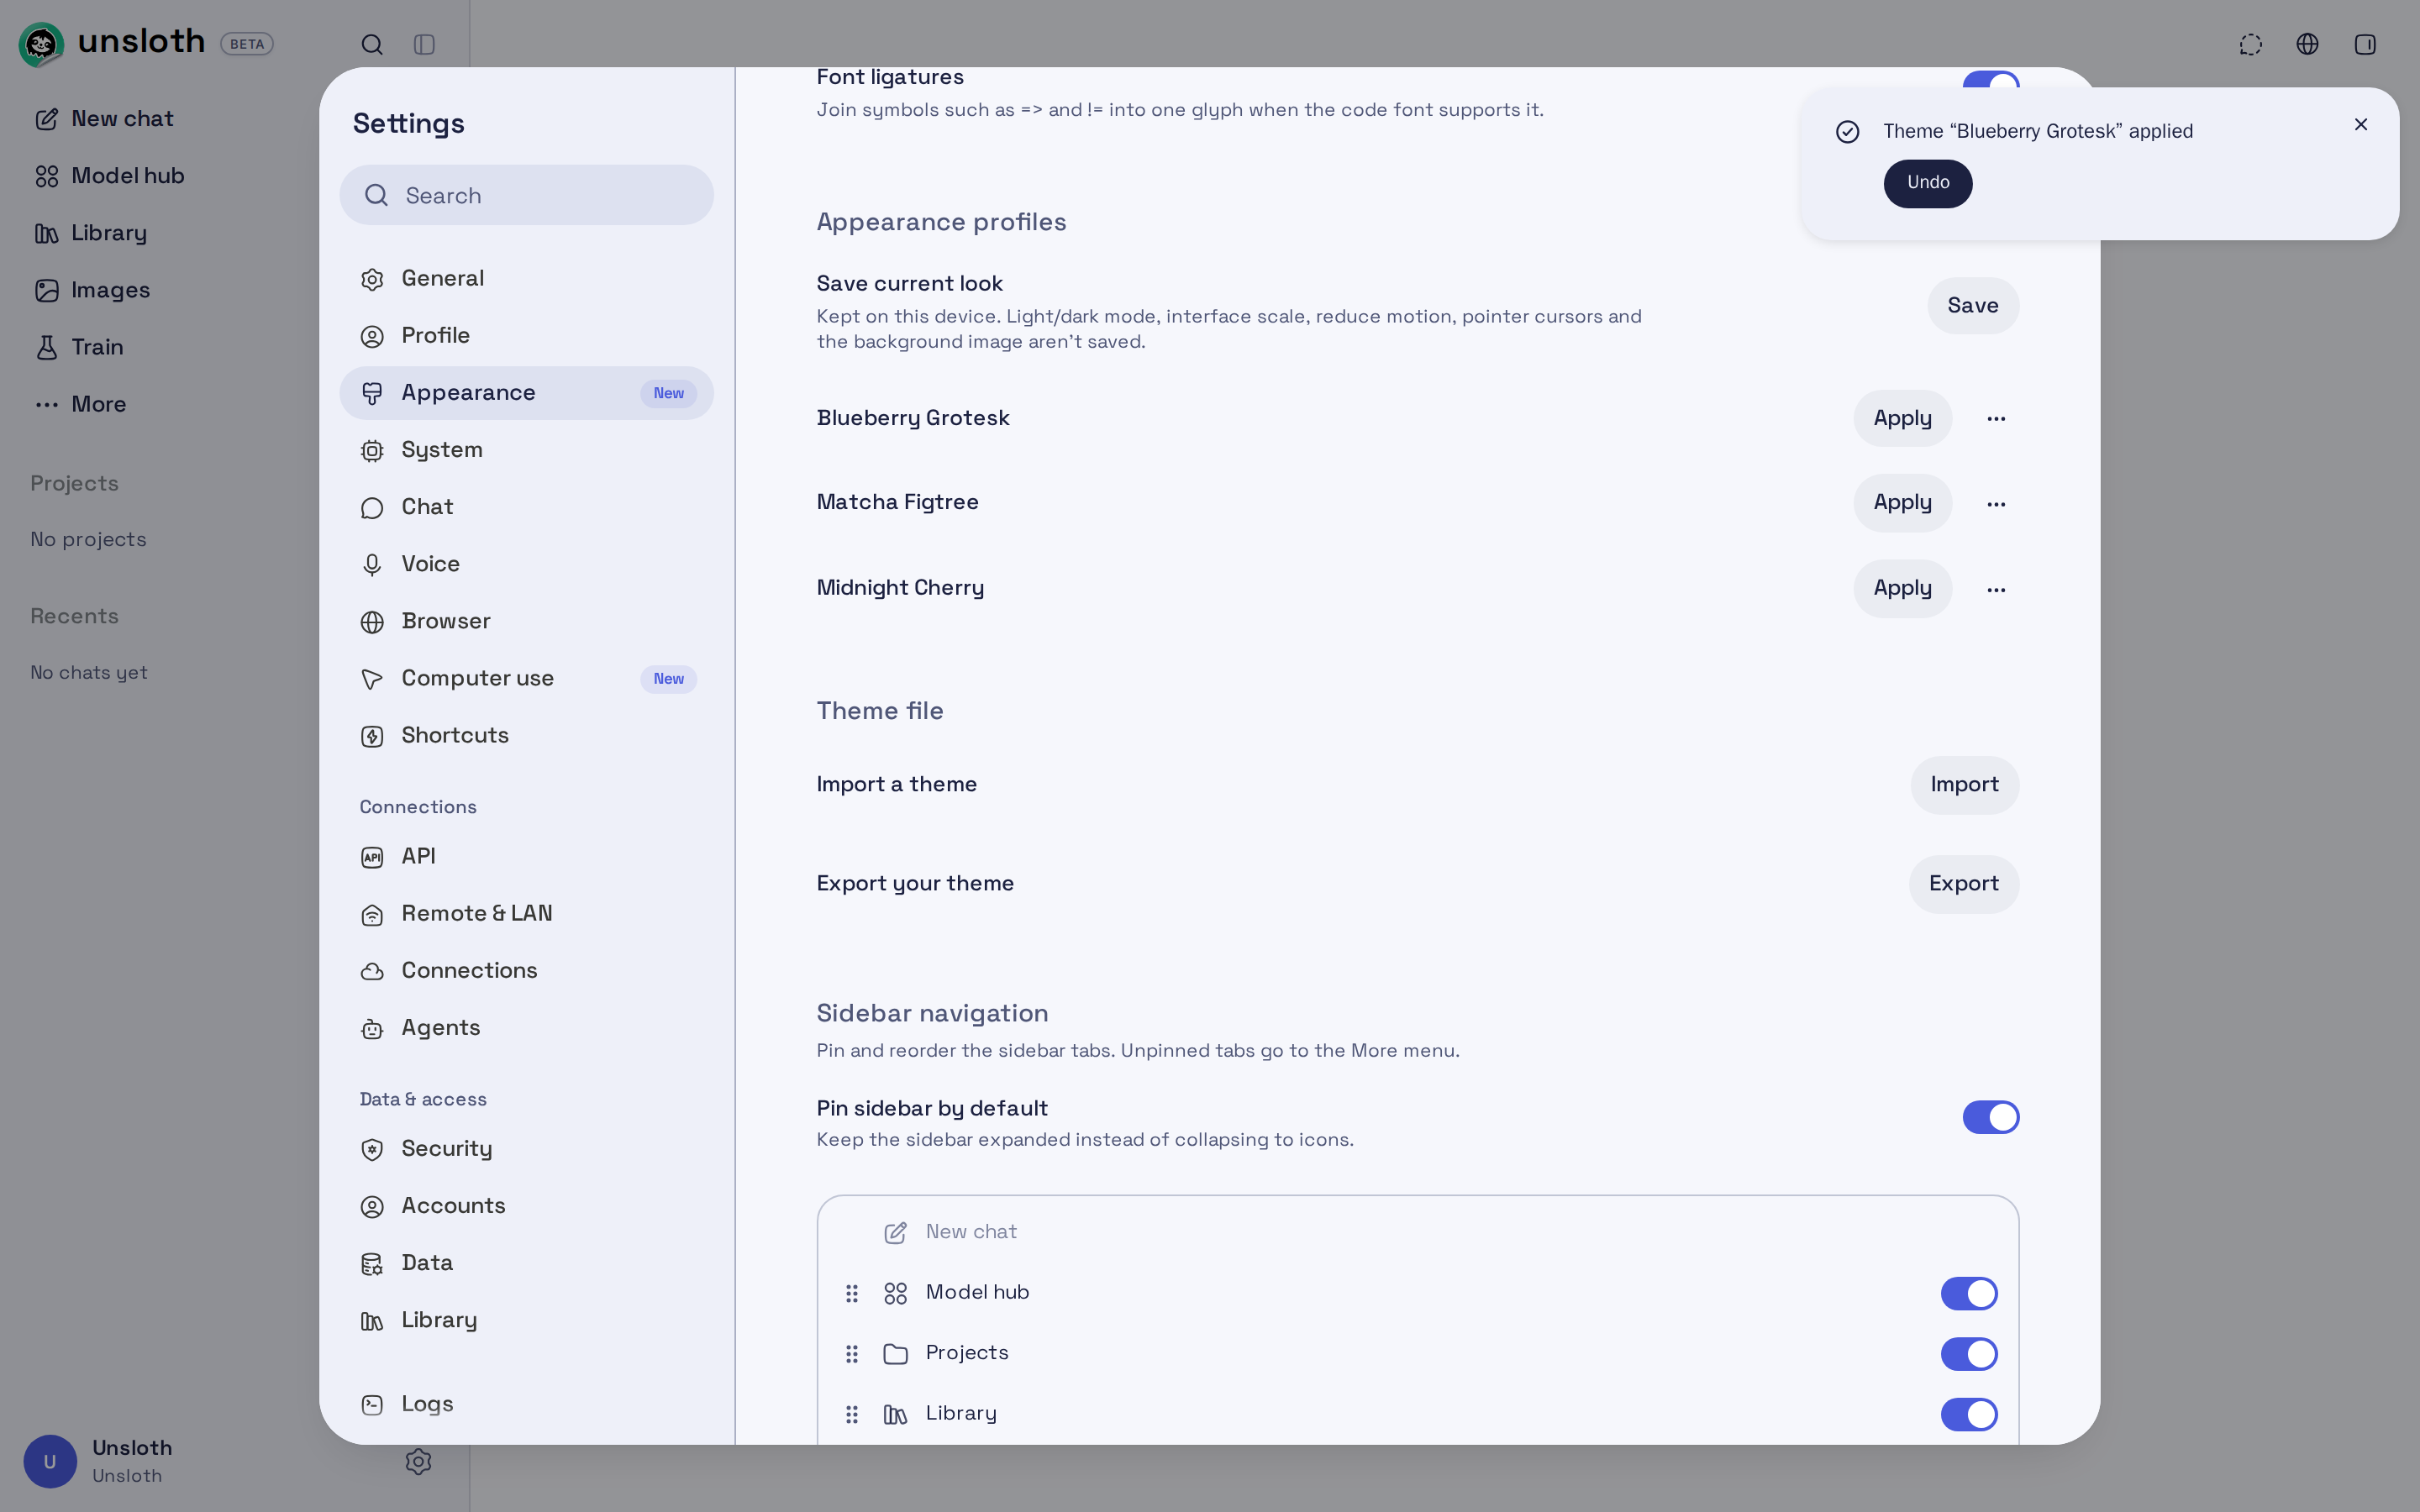 unsloth BETA
New chat
Model hub
Library
Images
Train
More
Projects
No projects
Recents
No chats yet
U
Unsloth
Unsloth
Settings
Search
General
Profile
Appearance New
System
Chat
Voice
Browser
Computer use New
Shortcuts
Connections
API API
Remote & LAN
Connections
Agents
Data & access
Security
Accounts
Data
Library
Logs
Font ligatures
Join symbols such as => and != into one glyph when the code font supports it.
Appearance profiles
Save current look
Kept on this device. Light/dark mode, interface scale, reduce motion, pointer cursors and
the background image aren’t saved.
Save
Blueberry Grotesk Apply
Matcha Figtree Apply
Midnight Cherry Apply
Theme file
Import a theme Import
Export your theme Export
Sidebar navigation
Pin and reorder the sidebar tabs. Unpinned tabs go to the More menu.
Pin sidebar by default
Keep the sidebar expanded instead of collapsing to icons.
New chat
Model hub
Projects
Library
Theme “Blueberry Grotesk” applied
Undo